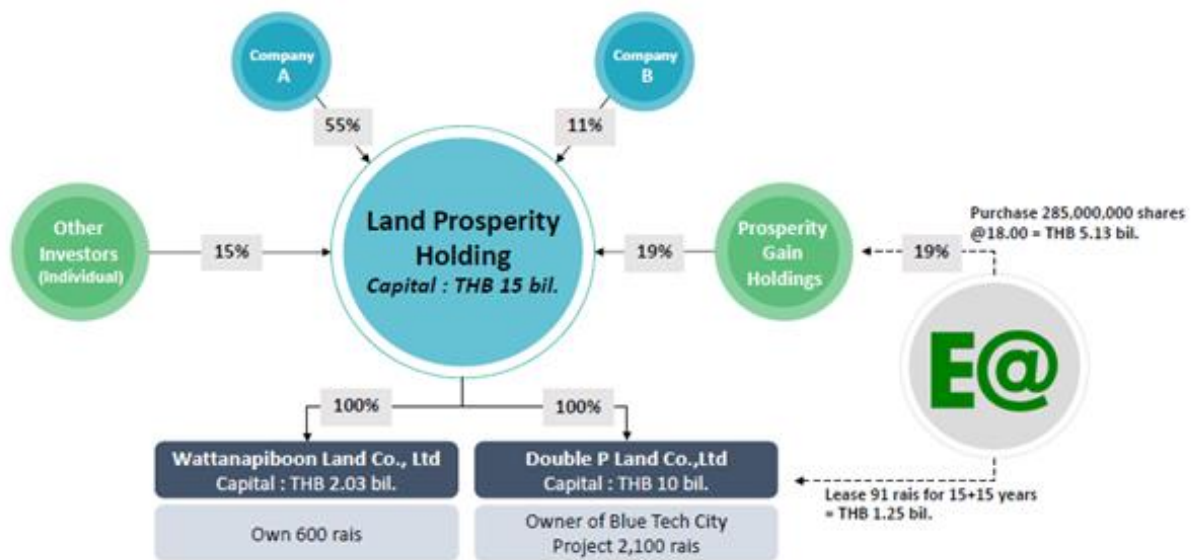 Company
A
Company
B
55%
11%
Other
Investors
(Individual)
15%
Land Prosperity
Holding
Capital : THB 15 bil.
19%
Prosperity
Gain
Holdings
Purchase 285,000,000 shares
@18.00 = THB 5.13 bil.
19%
E@
100%
100%
Wattanapiboon Land Co., Ltd
Capital : THB 2.03 bil.
Own 600 rais
Double P Land Co.,Ltd
Capital : THB 10 bil.
Owner of Blue Tech City
Project 2,100 rais
Lease 91 rais for 15+15 years
= THB 1.25 bil.